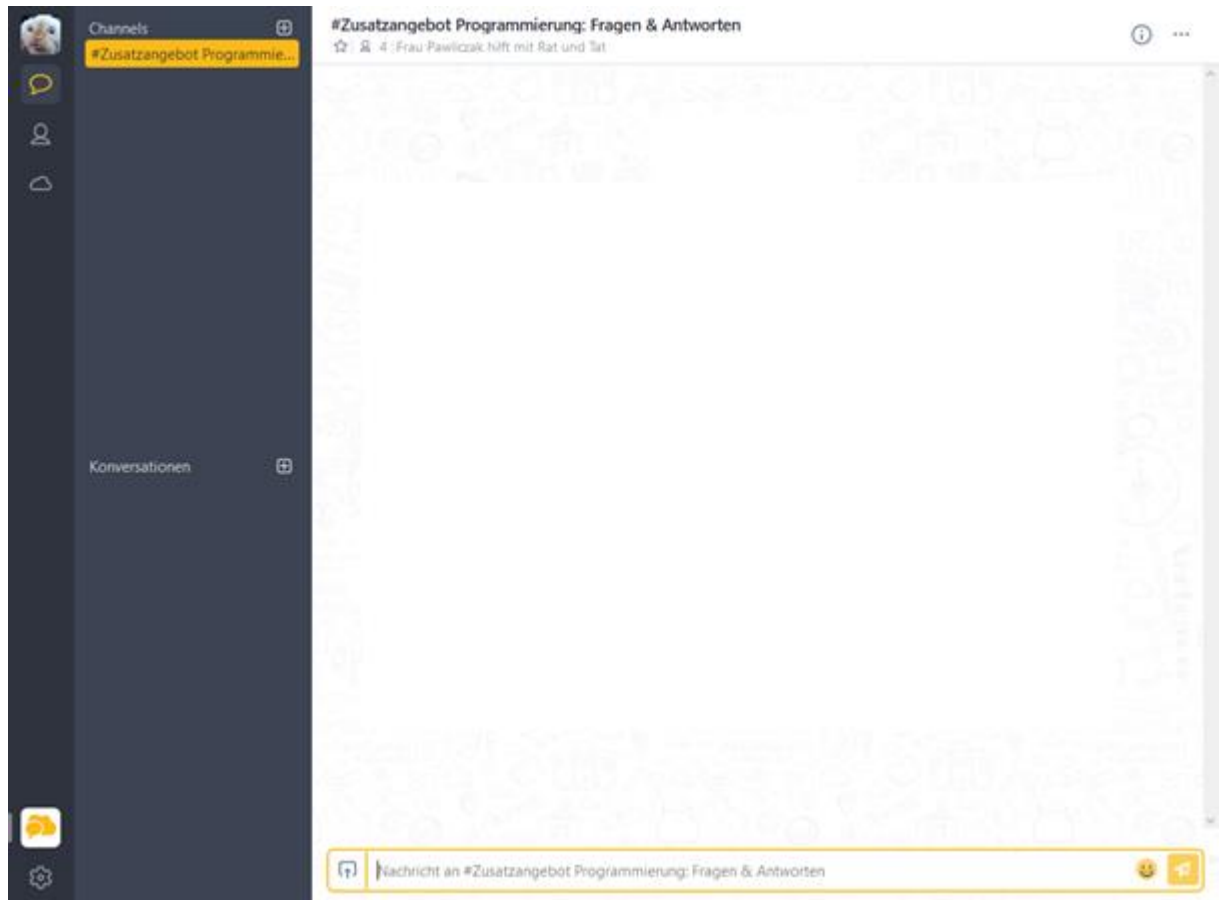 Channels
#Zusatzangebot Programmie...
Konversationen
#Zusatzangebot Programmierung: Fragen & Antworten
4 Frau Pawliczak hilft mit Rat und Tat
Nachricht an #Zusatzangebot Programmierung: Fragen & Antworten